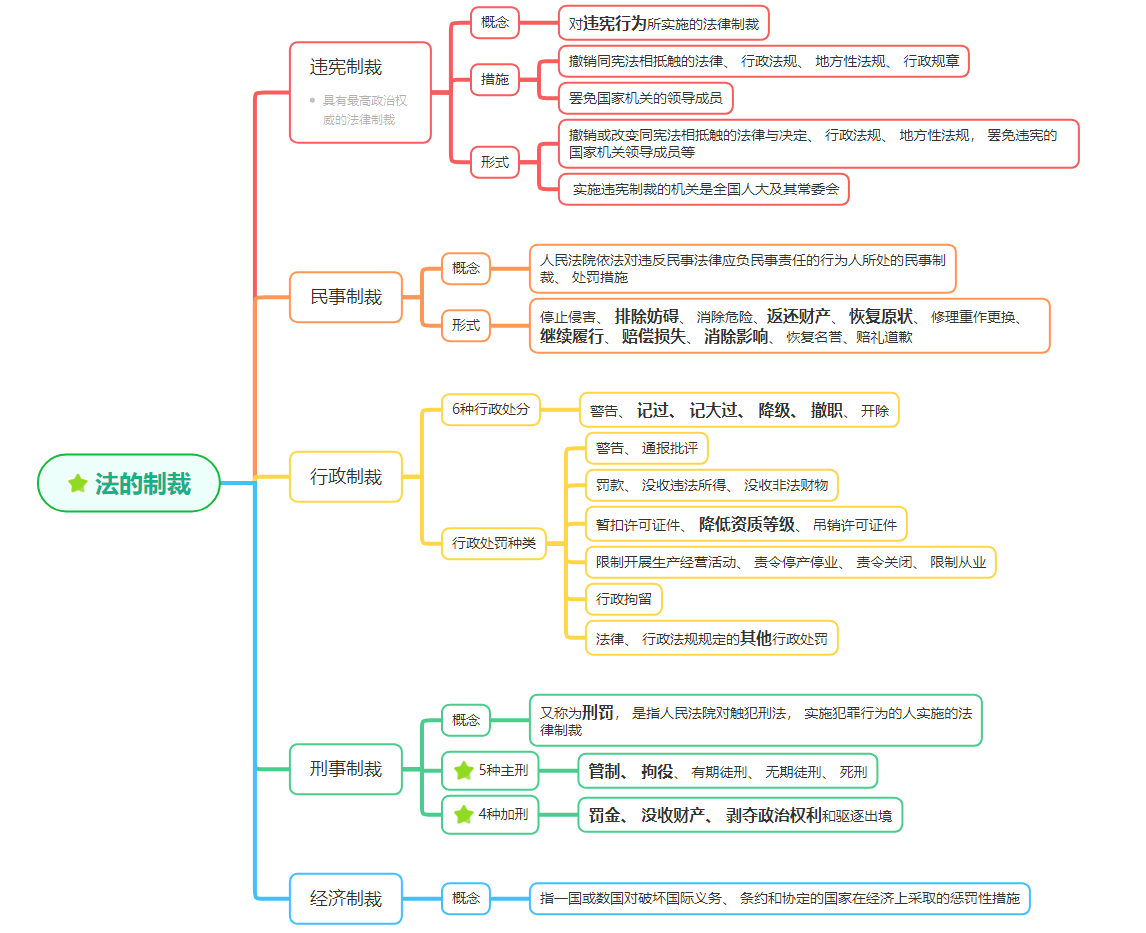 法的制裁
违宪制裁
具有最高政治权
威的法律制裁
概念
对违宪行为所实施的法律制裁
措施
撤销同宪法相抵触的法律、 行政法规、 地方性法规、 行政规章
罢免国家机关的领导成员
形式
撤销或改变同宪法相抵触的法律与决定、 行政法规、 地方性法规， 罢免违宪的
国家机关领导成员等
实施违宪制裁的机关是全国人大及其常委会
民事制裁
概念
人民法院依法对违反民事法律应负民事责任的行为人所处的民事制
裁、 处罚措施
形式
停止侵害、 排除妨碍、 消除危险、返还财产、 恢复原状、 修理重作更换、
继续履行、 赔偿损失、 消除影响、 恢复名誉、赔礼道歉
行政制裁
6种行政处分
警告、 记过、 记大过、 降级、 撤职、 开除
行政处罚种类
警告、 通报批评
罚款、 没收违法所得、 没收非法财物
暂扣许可证件、 降低资质等级、 吊销许可证件
限制开展生产经营活动、 责令停产停业、 责令关闭、 限制从业
行政拘留
法律、 行政法规规定的其他行政处罚
刑事制裁
概念
又称为刑罚， 是指人民法院对触犯刑法， 实施犯罪行为的人实施的法
律制裁
5种主刑
管制、 拘役、 有期徒刑、 无期徒刑、 死刑
4种加刑
罚金、 没收财产、 剥夺政治权利和驱逐出境
经济制裁
概念
指一国或数国对破坏国际义务、 条约和协定的国家在经济上采取的惩罚性措施